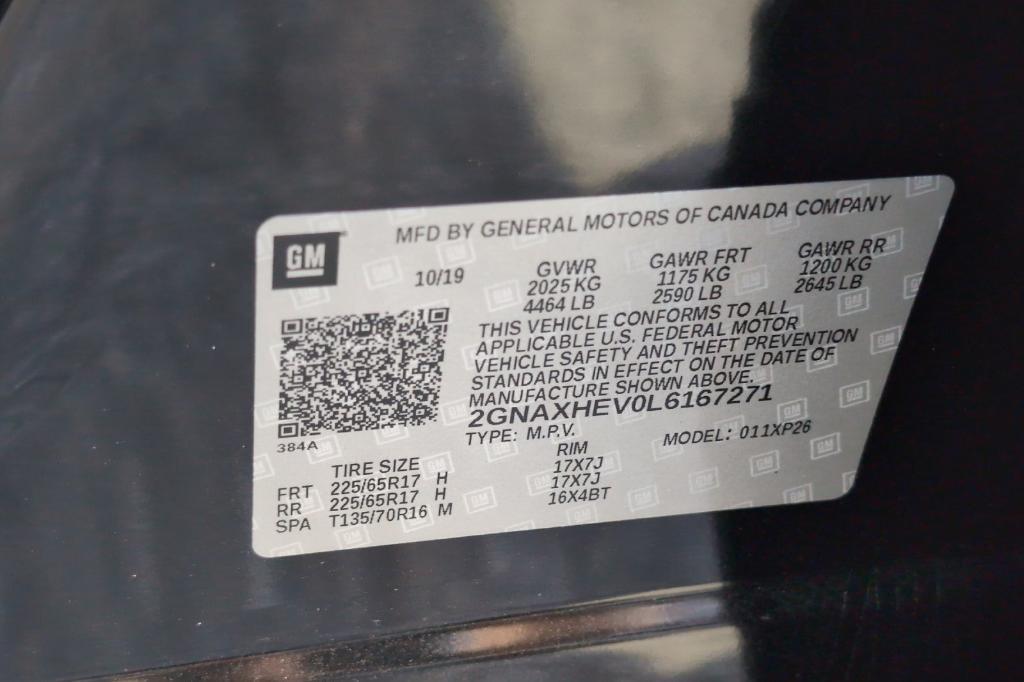 GM
MFD BY GENERAL MOTORS OF CANADA COMPANY
10/19
GVWR
2025 KG
4464 LB
GAWR FRT
1175 KG
2590 LB
GAWR RR
1200 KG
2645 LB
THIS VEHICLE CONFORMS TO ALL
APPLICABLE U.S. FEDERAL MOTOR
VEHICLE SAFETY AND THEFT PREVENTION
STANDARDS IN EFFECT ON THE DATE OF
MANUFACTURE SHOWN ABOVE.
2GNAXHEV0L6167271
TYPE: M.P.V. MODEL: 011XP26
384A
TIRE SIZE RIM
FRT 225/65R17 H 17X7J
RR 225/65R17 H 17X7J
SPA T135/70R16 M 16X4BT